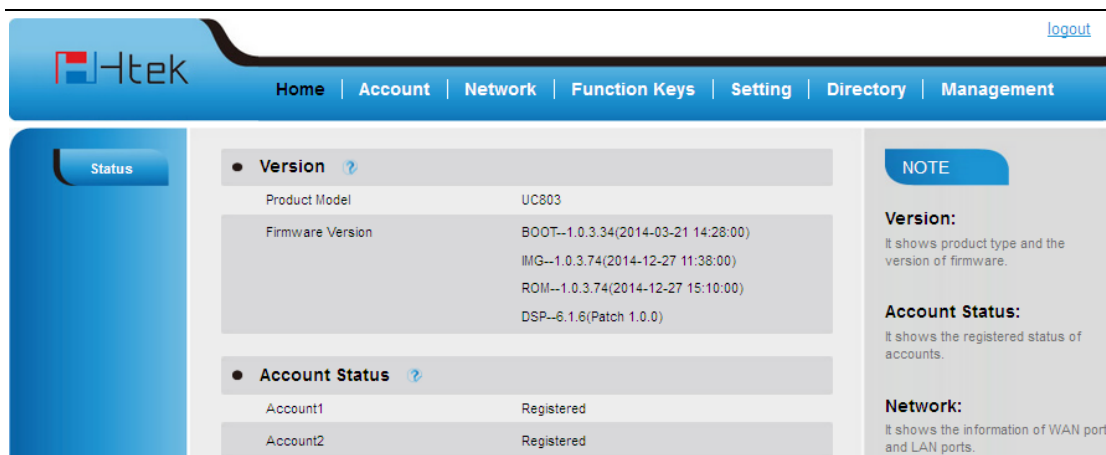 logout
Htek
Home | Account | Network | Function Keys | Setting | Directory | Management
Status
Version ?
Product Model UC803
Firmware Version BOOT--1.0.3.34(2014-03-21 14:28:00)
IMG--1.0.3.74(2014-12-27 11:38:00)
ROM--1.0.3.74(2014-12-27 15:10:00)
DSP--6.1.6(Patch 1.0.0)
Account Status ?
Account1 Registered
Account2 Registered
NOTE
Version:
It shows product type and the
version of firmware.
Account Status:
It shows the registered status of
accounts.
Network:
It shows the information of WAN port
and LAN ports.